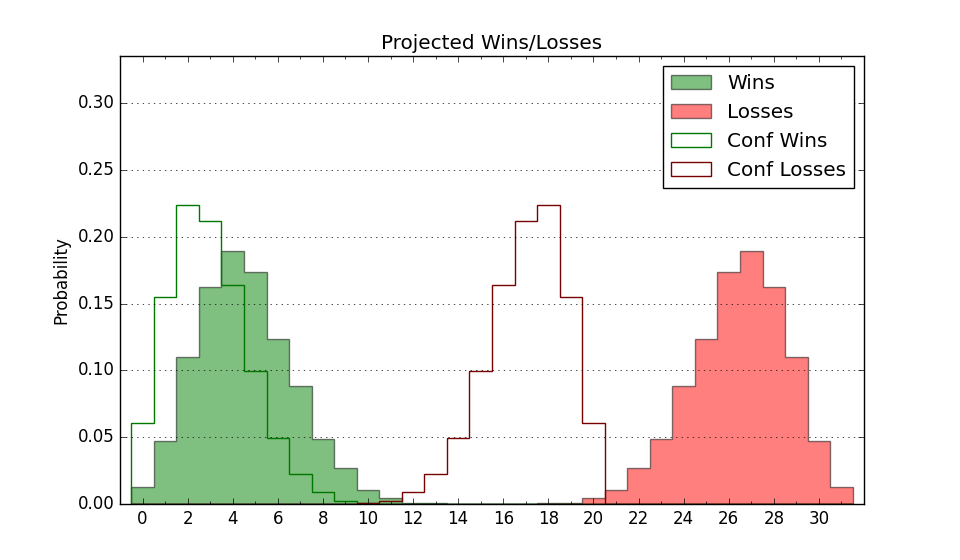 Projected Wins/Losses
Wins
Losses
Conf Wins
Conf Losses
Probability
0.30
0.25
0.20
0.15
0.10
0.05
0.00
0 2 4 6 8 10 12 14 16 18 20 22 24 26 28 30